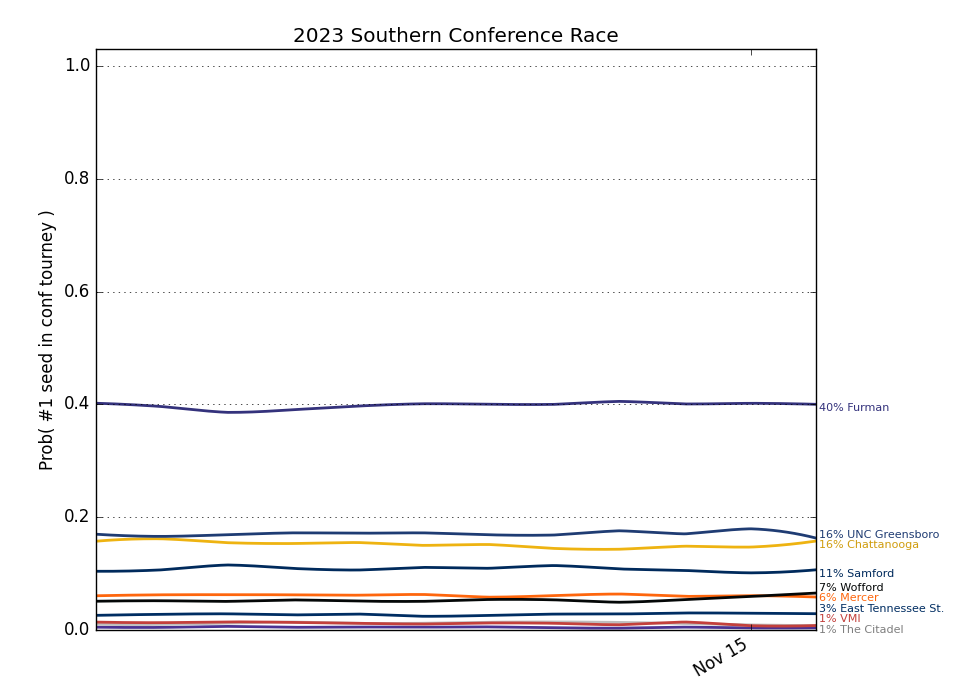 2023 Southern Conference Race
Prob( #1 seed in conf tourney )
1.0
0.8
0.6
0.4
0.2
0.0
40% Furman
16% UNC Greensboro
16% Chattanooga
11% Samford
7% Wofford
6% Mercer
3% East Tennessee St.
1% VMI
1% The Citadel
Nov 15